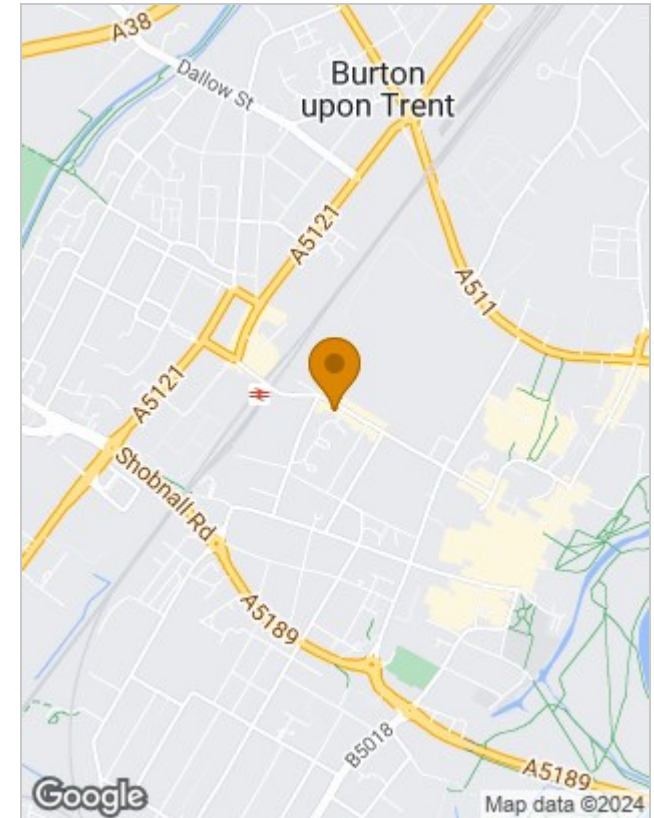 A38
Dallow St
Burton
upon Trent
A5121
A511
A5121
Shobnall Rd
A5189
B5018
A5189
Google
Map data ©2024